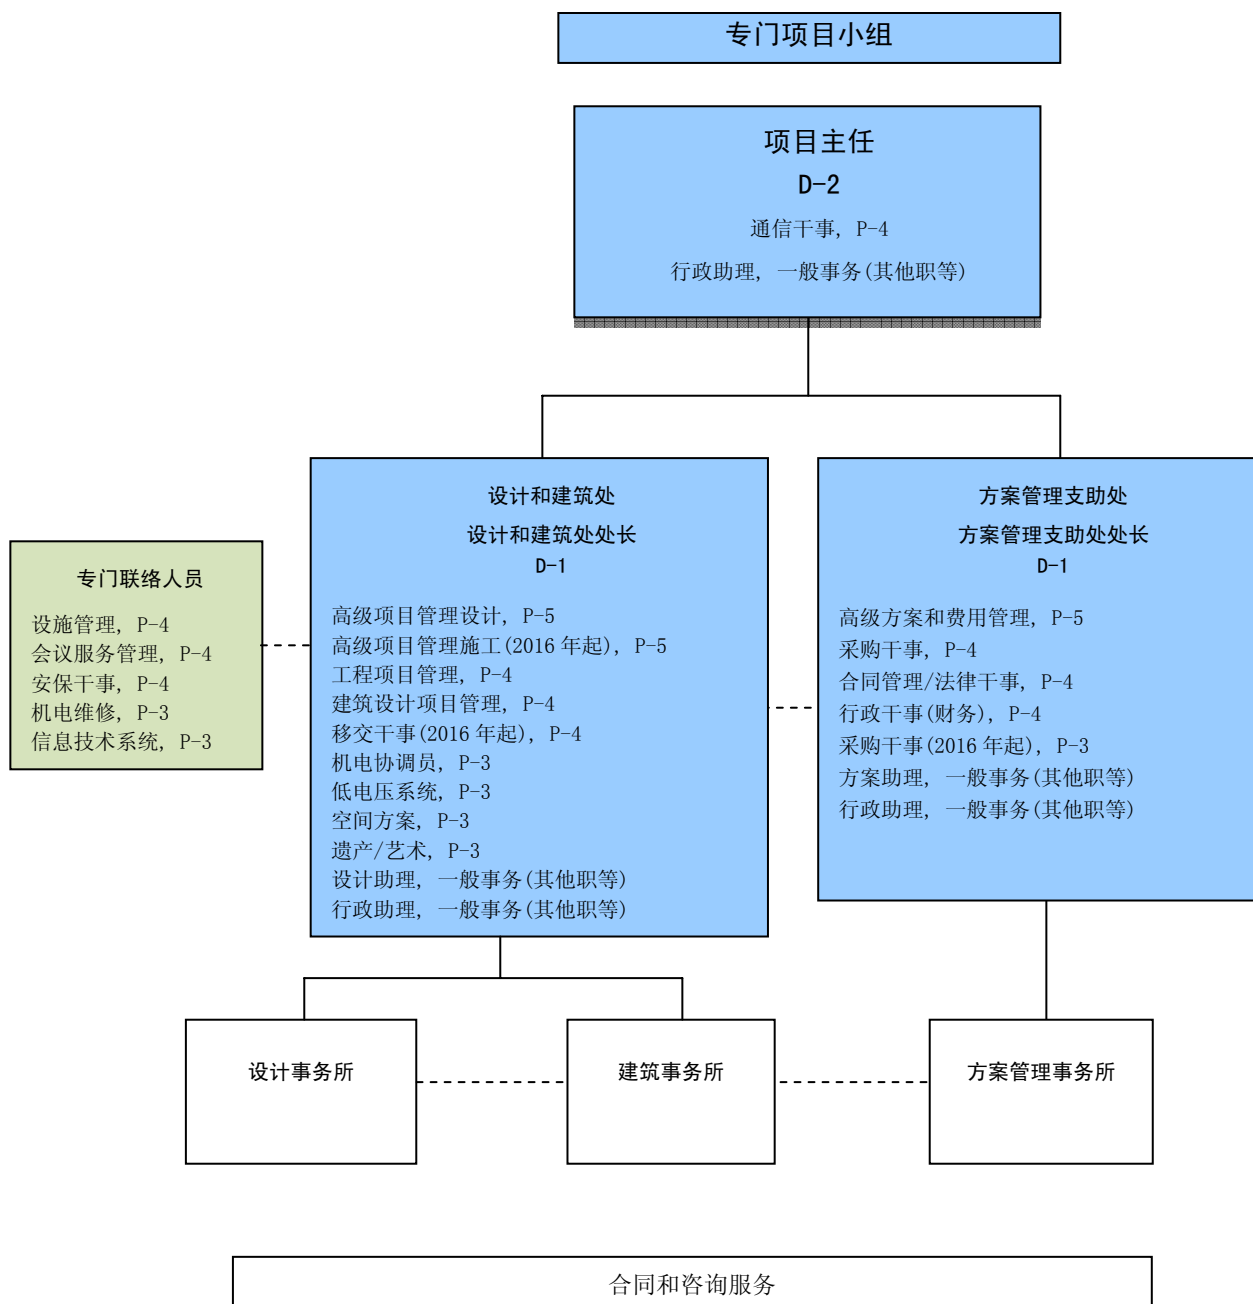 专门项目小组
项目主任
D-2
通信干事, P-4
行政助理, 一般事务(其他职等)
专门联络人员
设施管理, P-4
会议服务管理, P-4
安保干事, P-4
机电维修, P-3
信息技术系统, P-3
设计和建筑处
设计和建筑处处长
D-1
高级项目管理设计, P-5
高级项目管理施工(2016 年起), P-5
工程项目管理, P-4
建筑设计项目管理, P-4
移交干事(2016 年起), P-4
机电协调员, P-3
低电压系统, P-3
空间方案, P-3
遗产/艺术, P-3
设计助理, 一般事务(其他职等)
行政助理, 一般事务(其他职等)
方案管理支助处
方案管理支助处处长
D-1
高级方案和费用管理, P-5
采购干事, P-4
合同管理/法律干事, P-4
行政干事(财务), P-4
采购干事(2016 年起), P-3
方案助理, 一般事务(其他职等)
行政助理, 一般事务(其他职等)
设计事务所
建筑事务所
方案管理事务所
合同和咨询服务